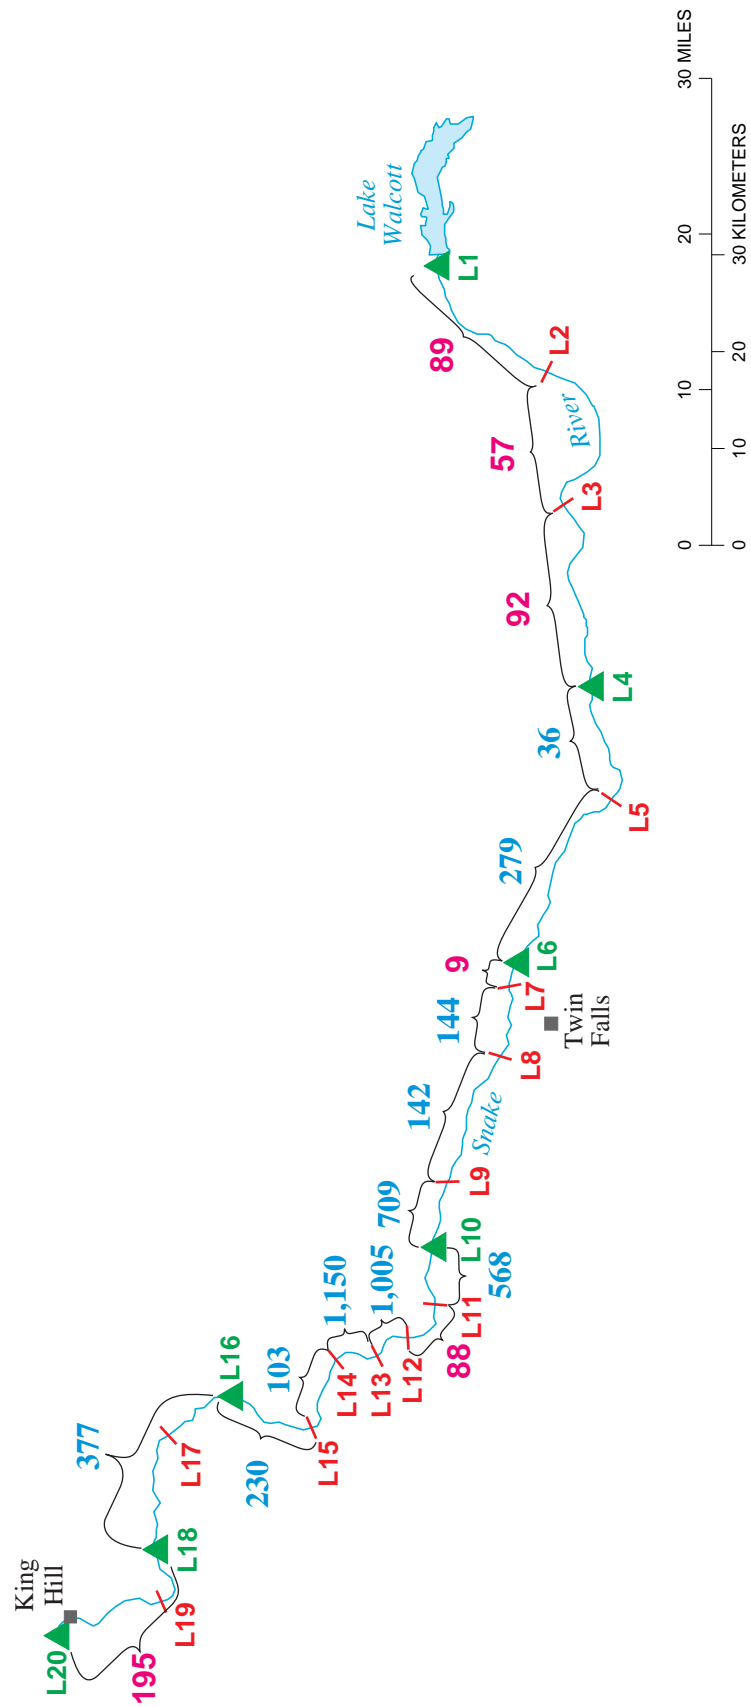 King
Hill
L20
195
L19
L18
377
L17
L16
230
L15
103
L14
1,150
L13
1,005
L12
88
L11
568
L10
709
L9
142
Snake
L8
144
L7
9
L6
Twin
Falls
279
L5
36
L4
92
L3
57
River
L2
89
L1
Lake
Walcott
0 10 20 30 MILES
0 10 20 30 KILOMETERS